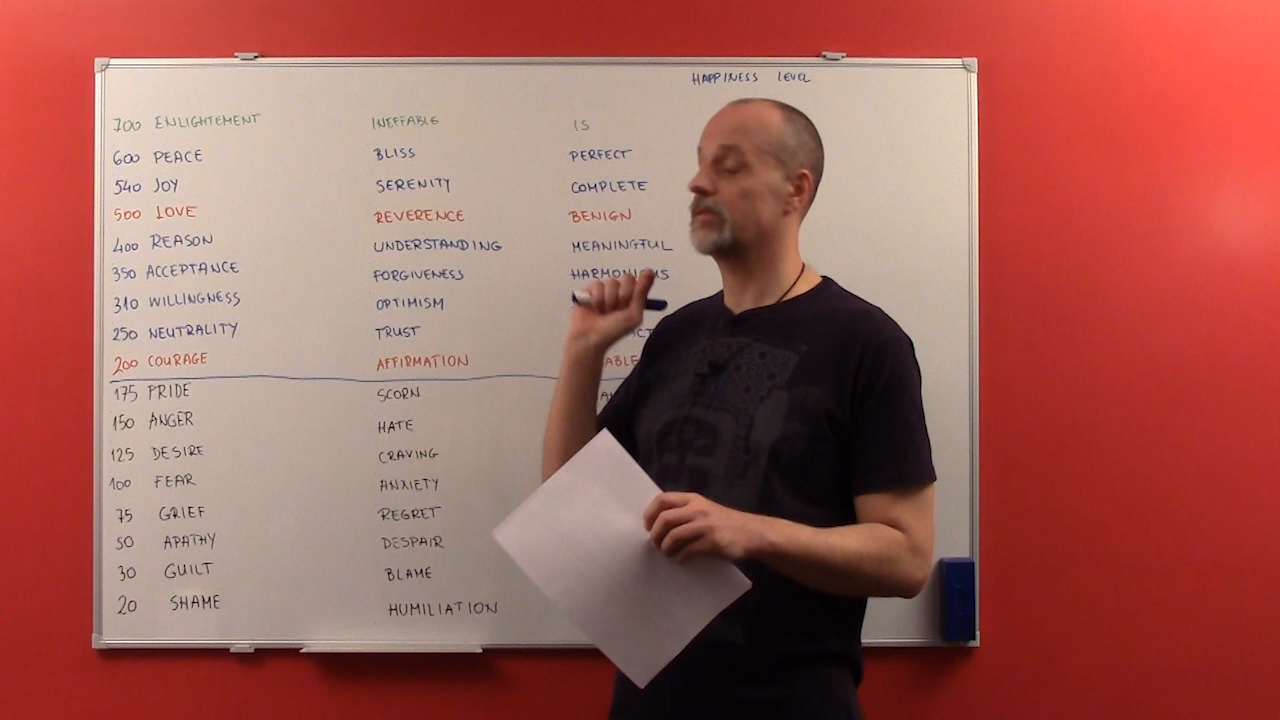 HAPPINESS LEVEL
700 ENLIGHTEMENT INEFFABLE IS
600 PEACE BLISS PERFECT
540 JOY SERENITY COMPLETE
500 LOVE REVERENCE BENIGN
400 REASON UNDERSTANDING MEANINGFUL
350 ACCEPTANCE FORGIVENESS HARMONIOUS
310 WILLINGNESS OPTIMISM
250 NEUTRALITY TRUST
200 COURAGE AFFIRMATION
175 PRIDE SCORN
150 ANGER HATE
125 DESIRE CRAVING
100 FEAR ANXIETY
75 GRIEF REGRET
50 APATHY DESPAIR
30 GUILT BLAME
20 SHAME HUMILIATION